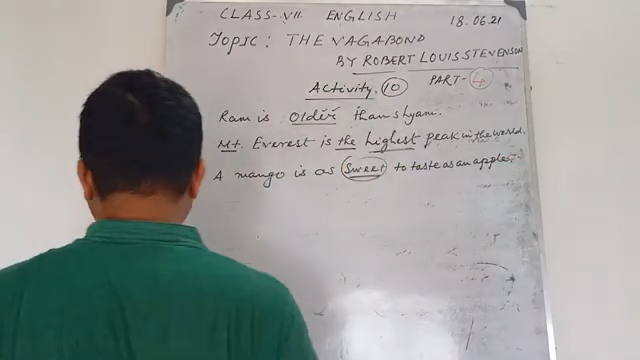 CLASS-VII ENGLISH 18.06.21
Topic: THE VAGABOND
BY ROBERT LOUIS STEVENSON
Activity.10 PART-4
Ram is older than shyam.
Mt. Everest is the highest peak in the world.
A mango is as sweet to taste as an apple.